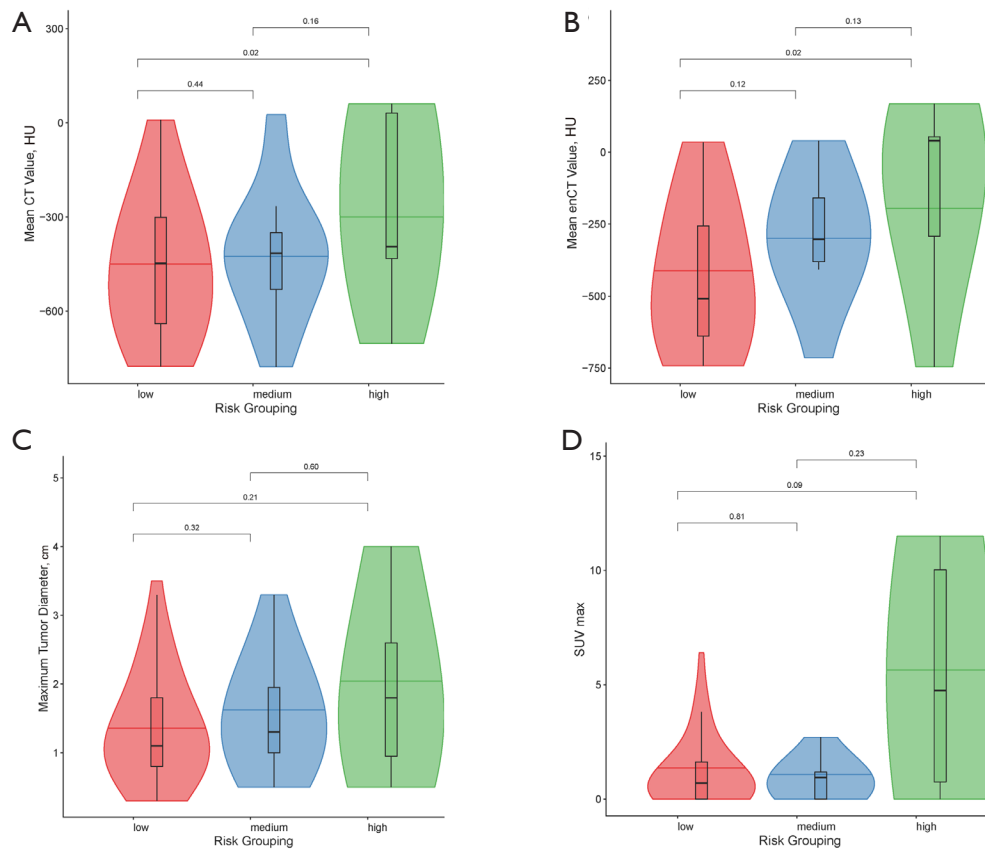 A
Mean CT Value, HU
300
0
−300
−600
0.16
0.02
0.44
low
medium
high
Risk Grouping
B
Mean enCT Value, HU
250
0
−250
−500
−750
0.13
0.02
0.12
low
medium
high
Risk Grouping
C
Maximum Tumor Diameter, cm
5
4
3
2
1
0.60
0.21
0.32
low
medium
high
Risk Grouping
D
SUV max
15
10
5
0
0.23
0.09
0.81
low
medium
high
Risk Grouping